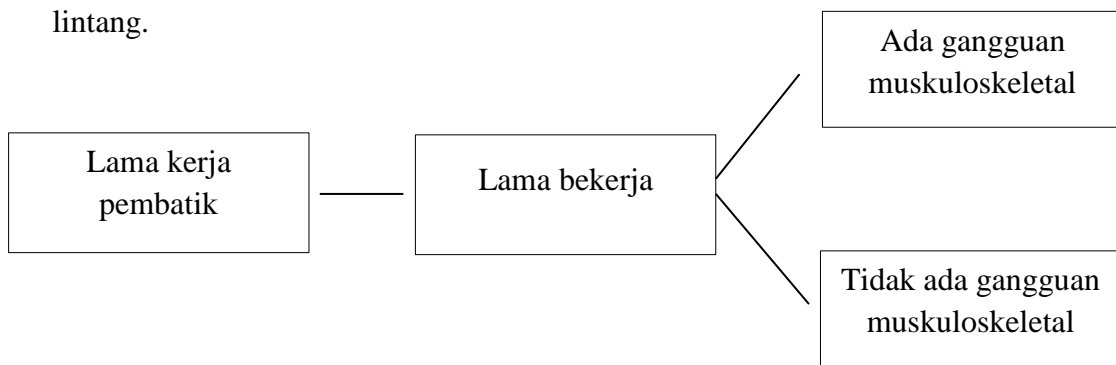 lintang.
Ada gangguan
muskuloskeletal
Lama kerja
pembatik
Lama bekerja
Tidak ada gangguan
muskuloskeletal